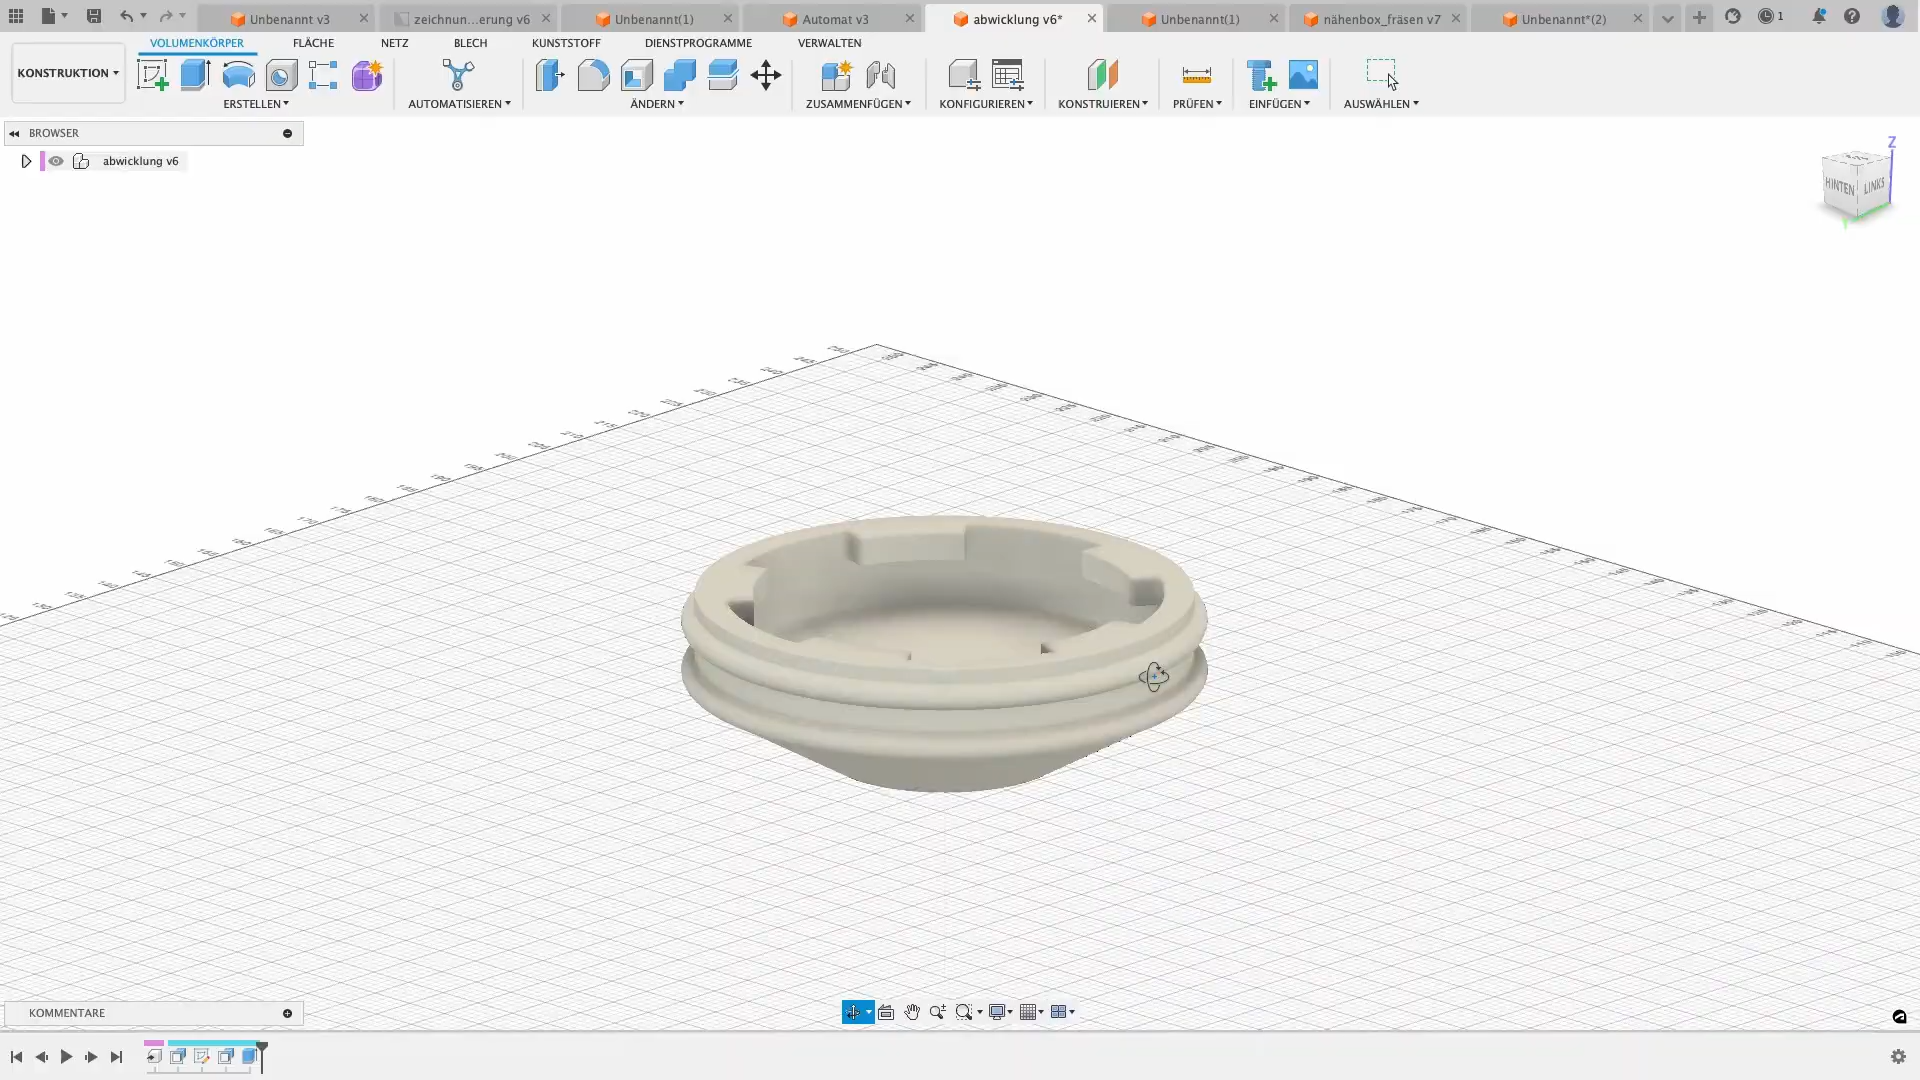 Unbenannt v3
zeichnun...erung v6
Unbenannt(1)
Automat v3
abwicklung v6*
Unbenannt(1)
nähenbox_fräsen v7
Unbenannt*(2)
1
VOLUMENKÖRPER
FLÄCHE
NETZ
BLECH
KUNSTSTOFF
DIENSTPROGRAMME
VERWALTEN
KONSTRUKTION
ERSTELLEN
AUTOMATISIEREN
ÄNDERN
ZUSAMMENFÜGEN
KONFIGURIEREN
KONSTRUIEREN
PRÜFEN
EINFÜGEN
AUSWÄHLEN
BROWSER
abwicklung v6
Z
HINTEN
LINKS
KOMMENTARE